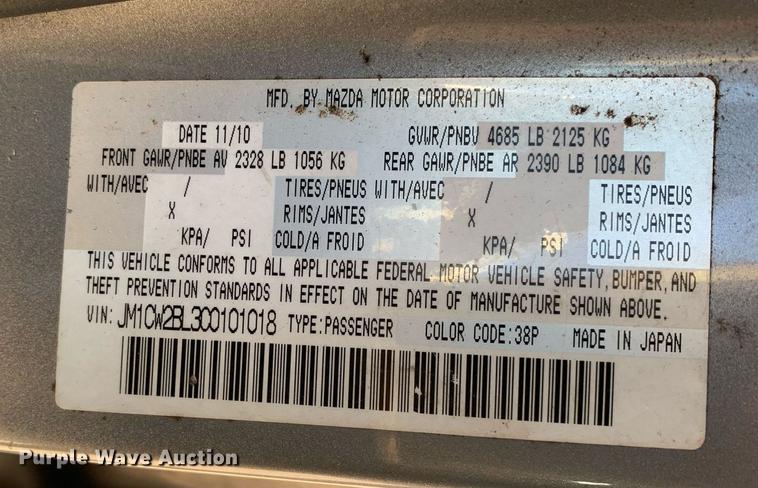 MFD. BY MAZDA MOTOR CORPORATION
DATE 11/10 GVWR/PNBV 4685 LB 2125 KG
FRONT GAWR/PNBE AV 2328 LB 1056 KG REAR GAWR/PNBE AR 2390 LB 1084 KG
WITH/AVEC / TIRES/PNEUS WITH/AVEC / TIRES/PNEUS
X RIMS/JANTES X RIMS/JANTES
KPA/ PSI COLD/A FROID KPA/ PSI COLD/A FROID
THIS VEHICLE CONFORMS TO ALL APPLICABLE FEDERAL MOTOR VEHICLE SAFETY, BUMPER, AND
THEFT PREVENTION STANDARDS IN EFFECT ON THE DATE OF MANUFACTURE SHOWN ABOVE.
VIN: JM1CW2BL3C0101018 TYPE:PASSENGER COLOR CODE:38P MADE IN JAPAN
Purple Wave Auction